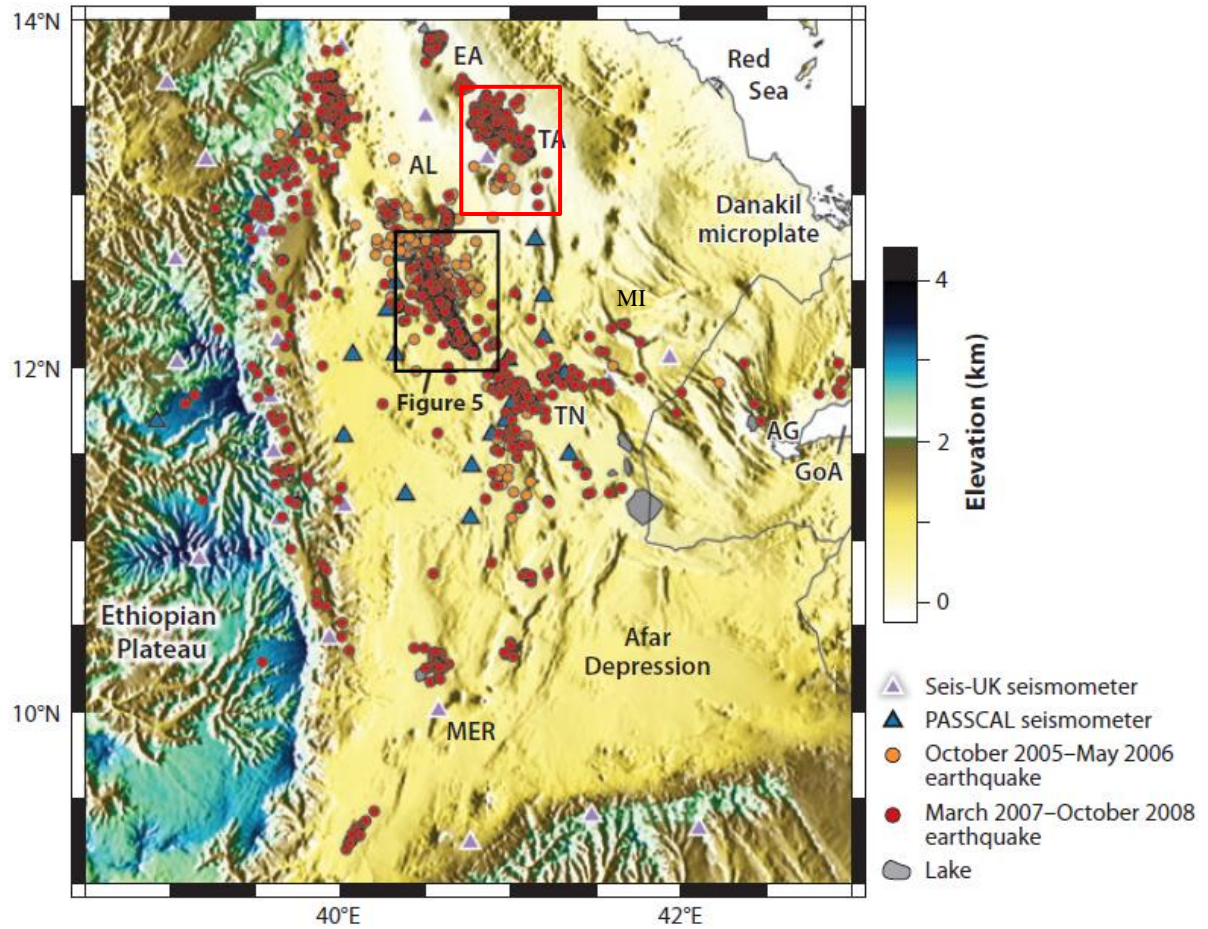 14°N
EA
Red
Sea
TA
AL
Danakil
microplate
MI
12°N
Figure 5
TN
AG
GoA
Ethiopian
Plateau
Afar
Depression
10°N
MER
40°E
42°E
4
2
0
Elevation (km)
Seis-UK seismometer
PASSCAL seismometer
October 2005–May 2006
earthquake
March 2007–October 2008
earthquake
Lake